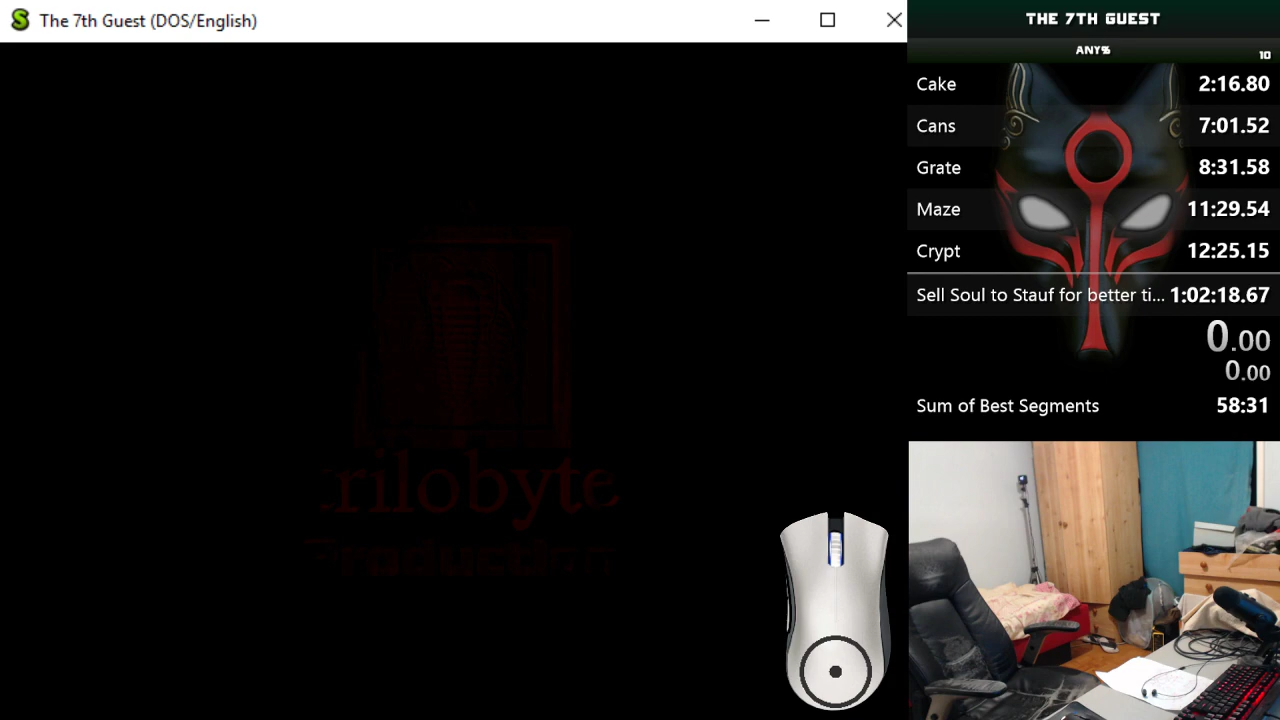 The 7th Guest (DOS/English)
THE 7TH GUEST
ANY%
10
Cake 2:16.80
Cans 7:01.52
Grate 8:31.58
Maze 11:29.54
Crypt 12:25.15
Sell Soul to Stauf for better ti... 1:02:18.67
0.00
0.00
Sum of Best Segments 58:31
rilobyte
Production